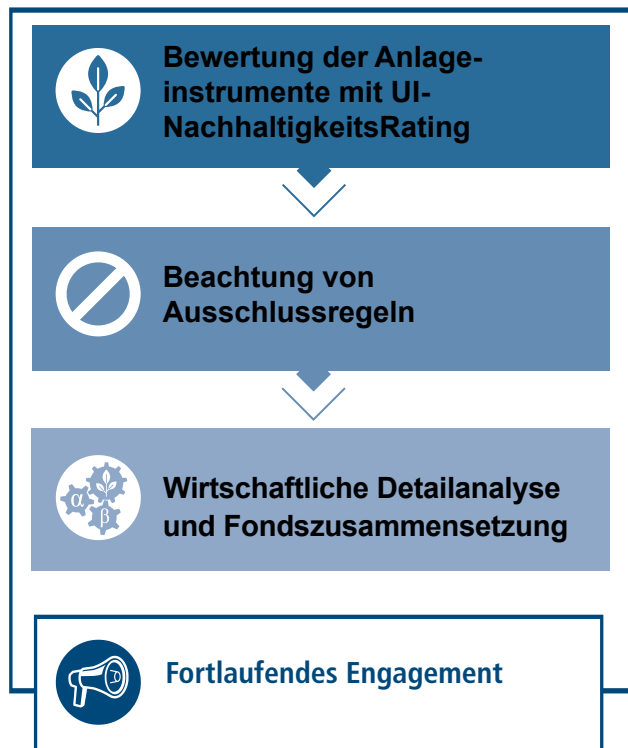 Bewertung der Anlage-
instrumente mit UI-
NachhaltigkeitsRating
Beachtung von
Ausschlussregeln
α
β
Wirtschaftliche Detailanalyse
und Fondszusammensetzung
Fortlaufendes Engagement